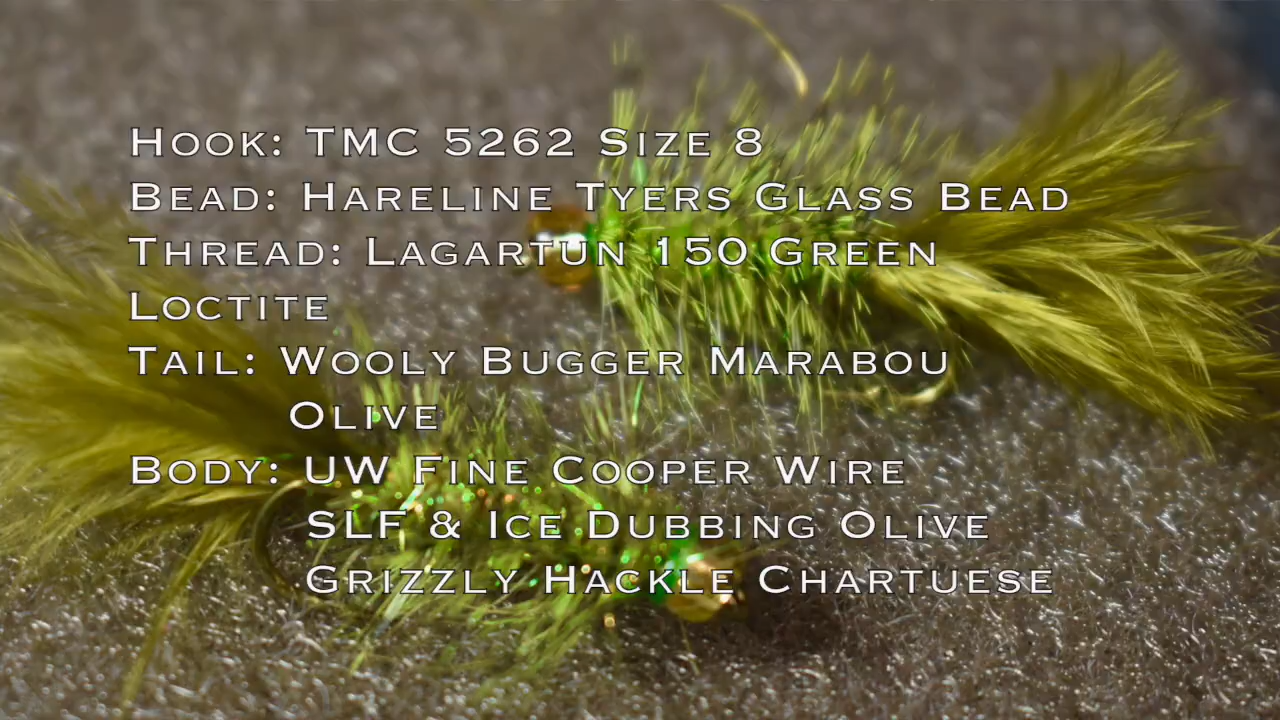 Hook: TMC 5262 Size 8
Bead: Hareline Tyers Glass Bead
Thread: Lagartun 150 Green
Loctite
Tail: Wooly Bugger Marabou
Olive
Body: UW Fine Cooper Wire
SLF & Ice Dubbing Olive
Grizzly Hackle Chartuese